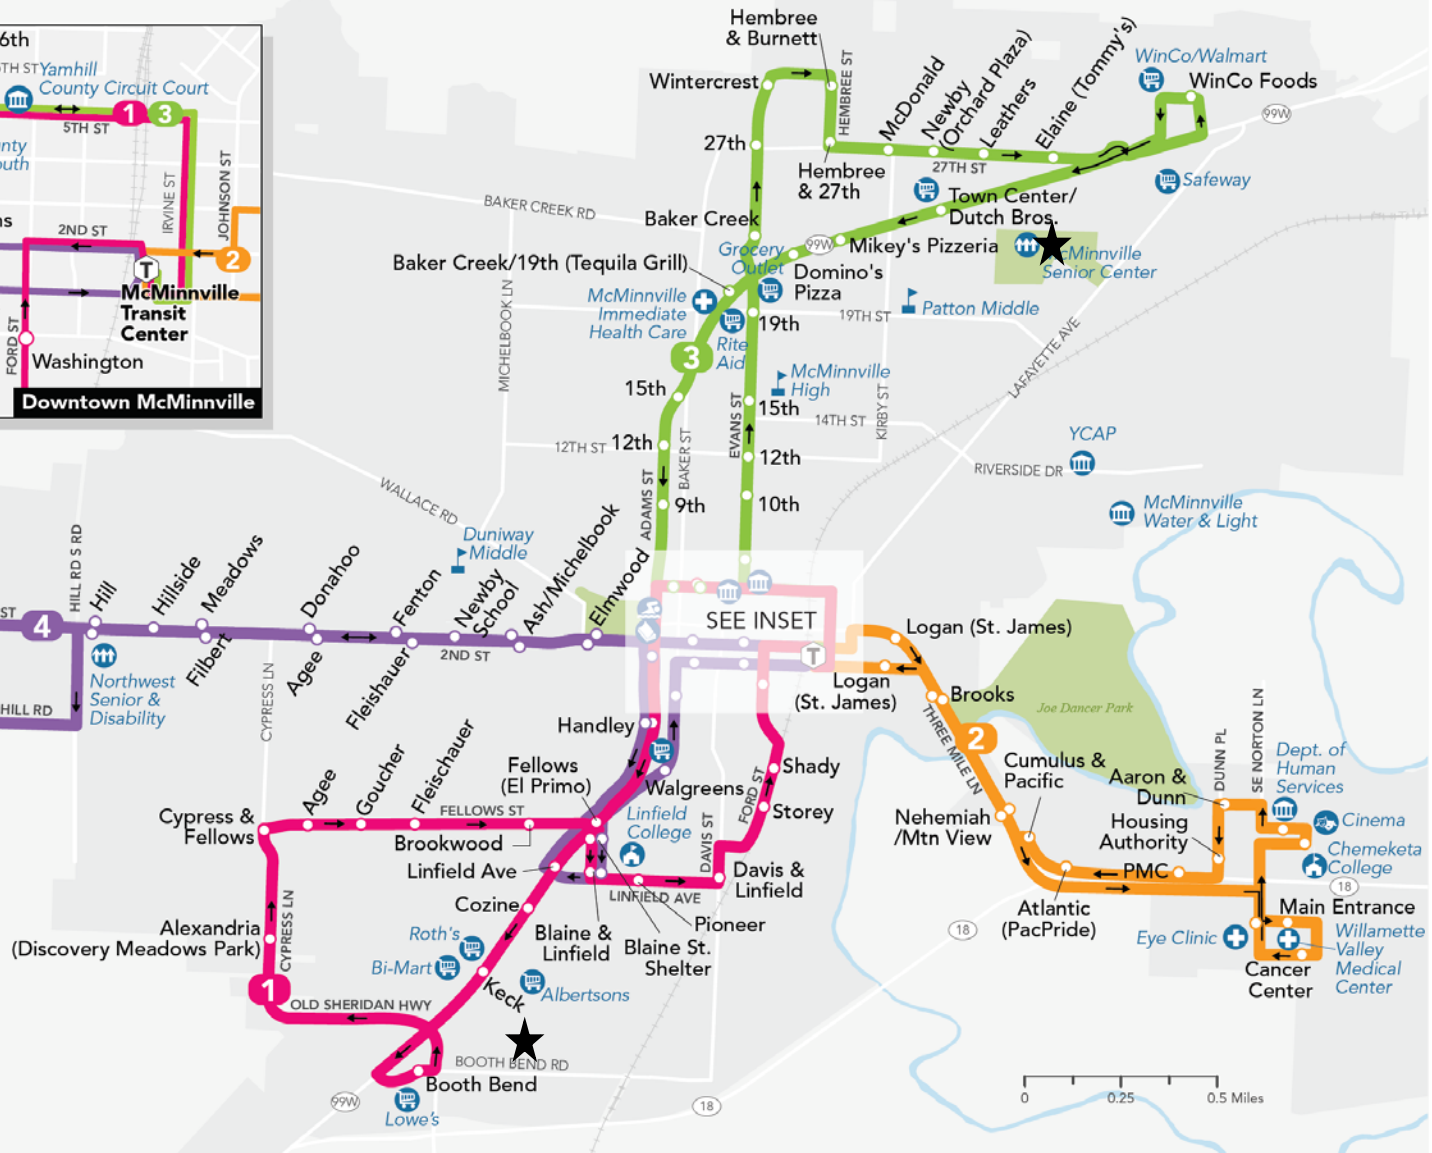 6th
5TH ST
Yamhill
County Circuit Court
1
3
5TH ST
nty
outh
ns
2ND ST
IRVINE ST
JOHNSON ST
2
T
McMinnville
Transit
Center
FORD ST
Washington
Downtown McMinnville
Hembree
& Burnett
Wintercrest
HEMBREE ST
McDonald
Newby
(Orchard Plaza)
Leathers
Elaine (Tommy's)
WinCo/Walmart
WinCo Foods
99W
27th
Hembree
& 27th
27TH ST
Safeway
BAKER CREEK RD
Baker Creek
Town Center/
Dutch Bros.
99W
Mikey's Pizzeria
McMinnville
Senior Center
Grocery
Outlet
Baker Creek/19th (Tequila Grill)
Domino's
Pizza
McMinnville
Immediate
Health Care
Rite
Aid
19th
19TH ST
Patton Middle
MICHELBOOK LN
3
LAFAYETTE AVE
McMinnville
High
15th
15th
EVANS ST
14TH ST
KIRBY ST
12TH ST
12th
BAKER ST
12th
YCAP
RIVERSIDE DR
WALLACE RD
ADAMS ST
9th
10th
McMinnville
Water & Light
Duniway
Middle
HILL RD S RD
Hill
Hillside
Meadows
Donahoo
Fenton
Newby
School
Ash/Michelbook
Elmwood
ST
4
SEE INSET
T
Filbert
Agee
Fleishauer
2ND ST
Northwest
Senior &
Disability
HILL RD
CYPRESS LN
Logan (St. James)
Logan
(St. James)
Brooks
THREE MILE LN
2
Joe Dancer Park
Handley
Fellows
(El Primo)
Walgreens
Shady
FORD ST
Storey
Cumulus &
Pacific
Aaron &
Dunn
DUNN PL
SE NORTON LN
Dept. of
Human
Services
Cinema
Chemeketa
College
18
Agee
Goucher
Fleischauer
Cypress &
Fellows
FELLOWS ST
Brookwood
Linfield
College
DAVIS ST
Nehemiah
/Mtn View
Housing
Authority
PMC
Linfield Ave
LINFIELD AVE
Davis &
Linfield
Cozine
Blaine &
Linfield
Pioneer
Blaine St.
Shelter
Atlantic
(PacPride)
18
Main Entrance
Eye Clinic
Willamette
Valley
Medical
Center
Cancer
Center
Alexandria
(Discovery Meadows Park)
CYPRESS LN
Roth's
Bi-Mart
Keck
Albertsons
1
OLD SHERIDAN HWY
BOOTH BEND RD
Booth Bend
99W
Lowe's
18
0
0.25
0.5 Miles